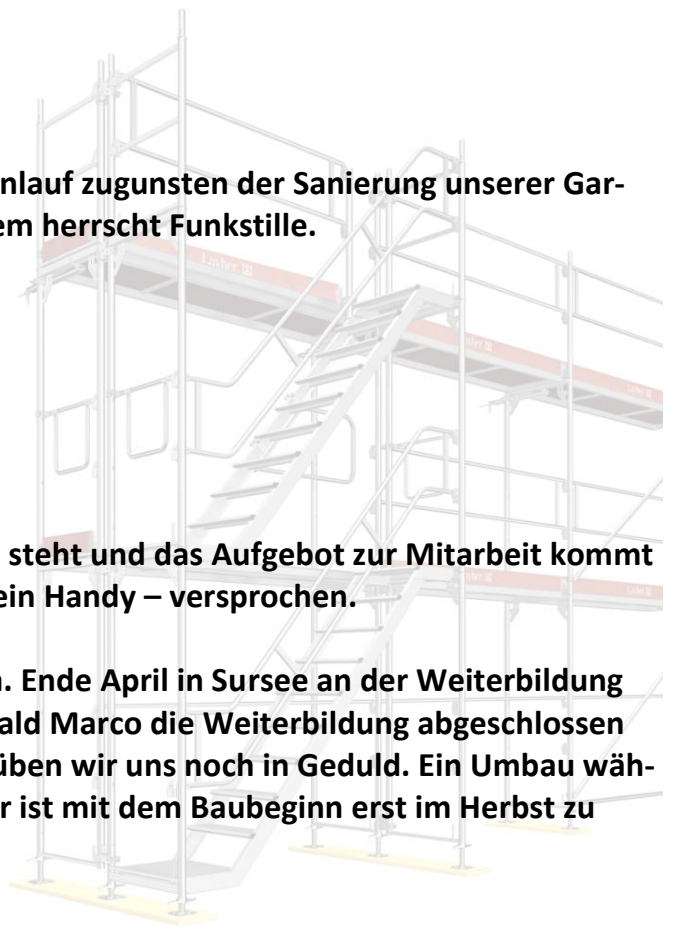 nlauf zugunsten der Sanierung unserer Gar-
em herrscht Funkstille.
steht und das Aufgebot zur Mitarbeit kommt
ein Handy – versprochen.
. Ende April in Sursee an der Weiterbildung
ald Marco die Weiterbildung abgeschlossen
üben wir uns noch in Geduld. Ein Umbau wäh-
r ist mit dem Baubeginn erst im Herbst zu